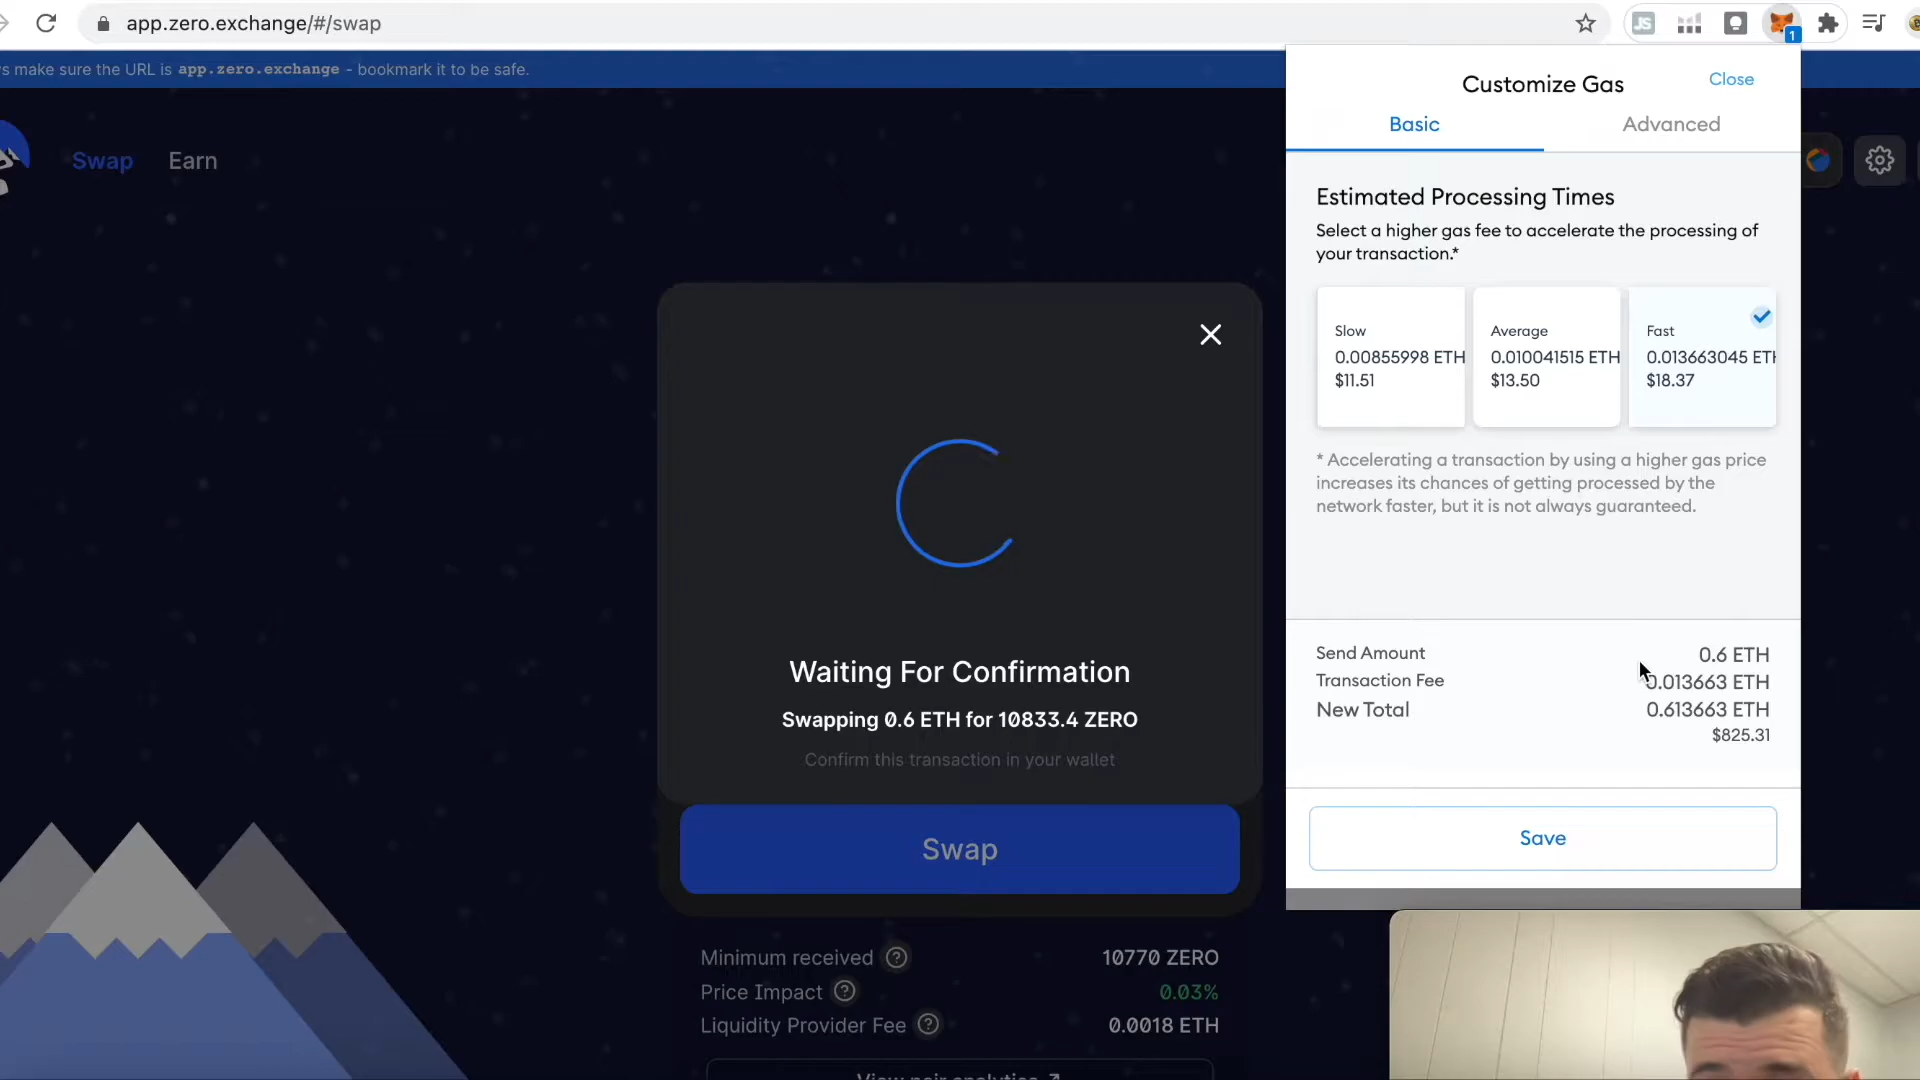 app.zero.exchange/#/swap
JS
1
s make sure the URL is app.zero.exchange - bookmark it to be safe.
Swap
Earn
Customize Gas
Close
Basic
Advanced
Estimated Processing Times
Select a higher gas fee to accelerate the processing of
your transaction.*
Slow
0.00855998 ETH
$11.51
Average
0.010041515 ETH
$13.50
Fast
0.013663045 ETH
$18.37
* Accelerating a transaction by using a higher gas price
increases its chances of getting processed by the
network faster, but it is not always guaranteed.
Send Amount 0.6 ETH
Transaction Fee 0.013663 ETH
New Total 0.613663 ETH
$825.31
Save
Waiting For Confirmation
Swapping 0.6 ETH for 10833.4 ZERO
Confirm this transaction in your wallet
Swap
Minimum received ? 10770 ZERO
Price Impact ? 0.03%
Liquidity Provider Fee ? 0.0018 ETH
View pair analytics ↗